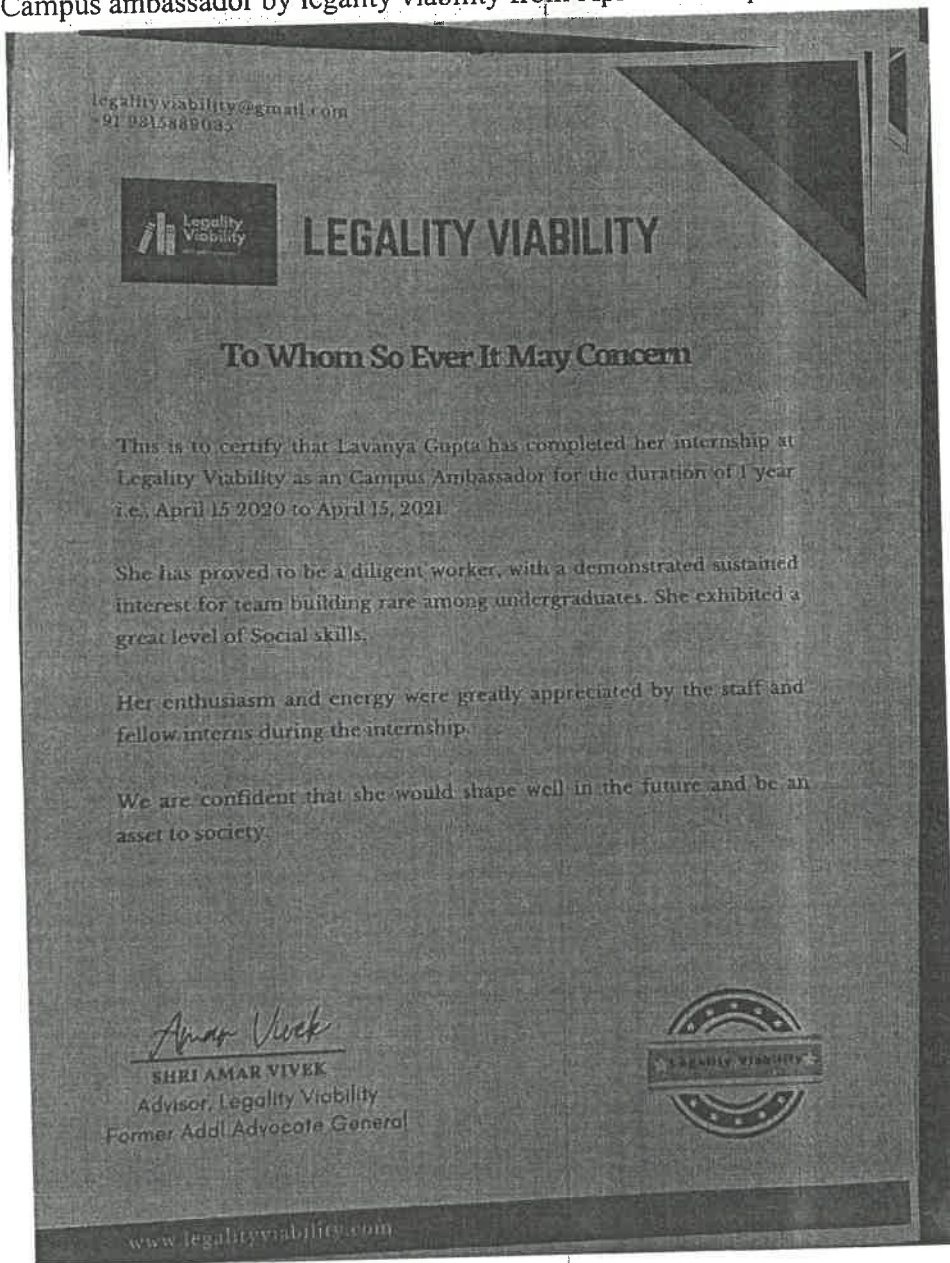 Campus ambassador by legality viability from
legalityviability@gmail.com
+91 9815889035
Legality
Viability
LEGALITY VIABILITY
To Whom So Ever It May Concern
This is to certify that Lavanya Gupta has completed her internship at
Legality Viability as an Campus Ambassador for the duration of 1 year
i.e., April 15 2020 to April 15, 2021.
She has proved to be a diligent worker, with a demonstrated sustained
interest for team building rare among undergraduates. She exhibited a
great level of Social skills.
Her enthusiasm and energy were greatly appreciated by the staff and
fellow interns during the internship.
We are confident that she would shape well in the future and be an
asset to society.
Amar Vivek
SHRI AMAR VIVEK
Advisor, Legality Viability
Former Addl Advocate General
Legality Viability
www.legalityviability.com